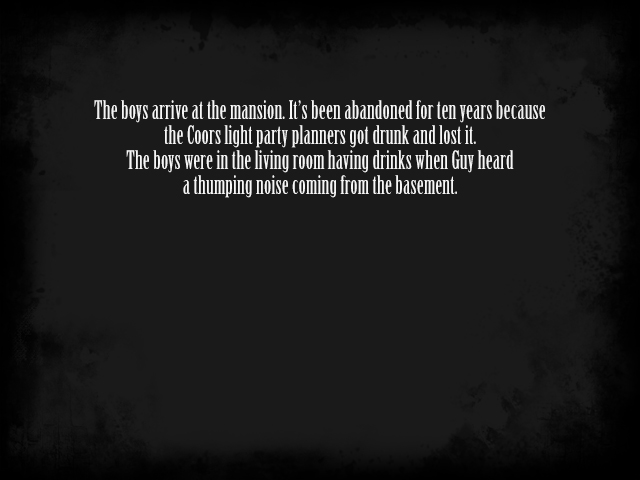 The boys arrive at the mansion. It's been abandoned for ten years because
the Coors light party planners got drunk and lost it.
The boys were in the living room having drinks when Guy heard
a thumping noise coming from the basement.